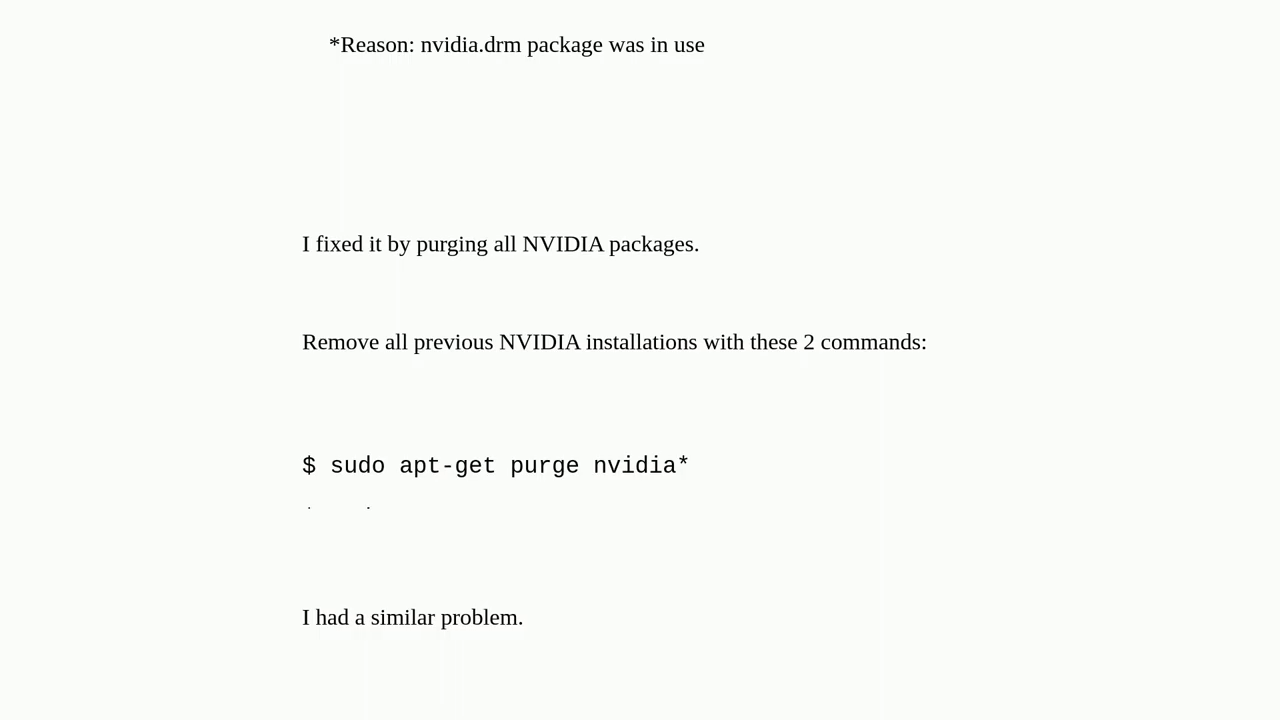 *Reason: nvidia.drm package was in use
I fixed it by purging all NVIDIA packages.
Remove all previous NVIDIA installations with these 2 commands:
$ sudo apt-get purge nvidia*
I had a similar problem.